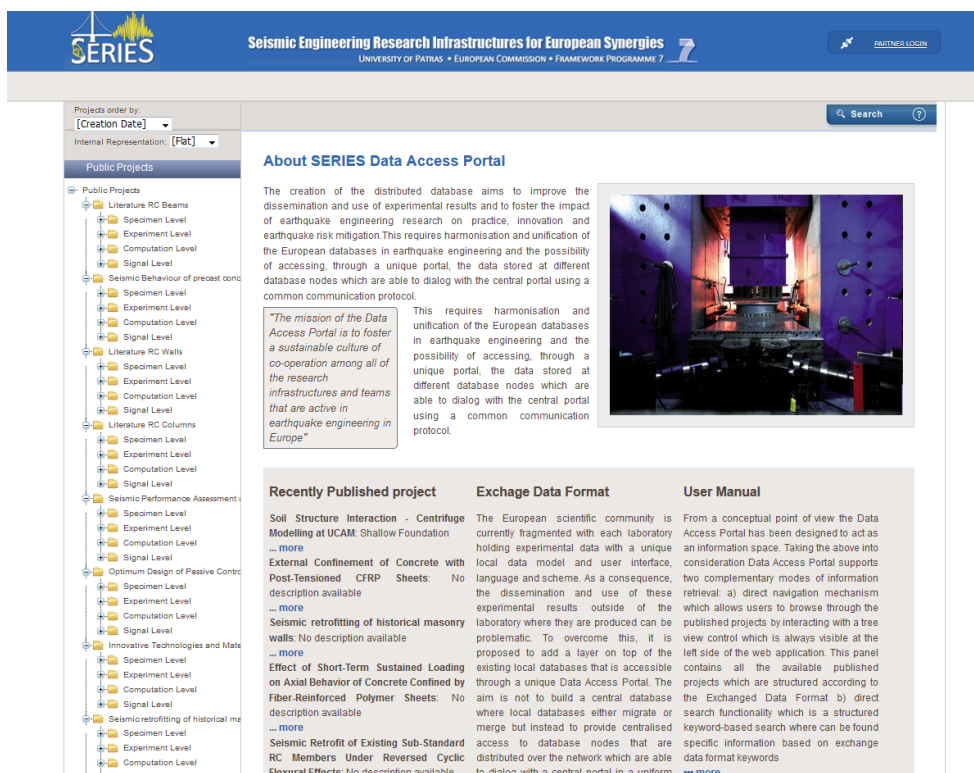 SERIES
Seismic Engineering Research Infrastructures for European Synergies
UNIVERSITY OF PATRAS • EUROPEAN COMMISSION • FRAMEWORK PROGRAMME 7
7
PARTNER LOGIN
Projects order by:
[Creation Date]
Internal Representation: [Flat]
Search
?
Public Projects
Public Projects
Literature RC Beams
Specimen Level
Experiment Level
Computation Level
Signal Level
Seismic Behaviour of precast conc
Specimen Level
Experiment Level
Computation Level
Signal Level
Literature RC Walls
Specimen Level
Experiment Level
Computation Level
Signal Level
Literature RC Columns
Specimen Level
Experiment Level
Computation Level
Signal Level
Seismic Performance Assessment
Specimen Level
Experiment Level
Computation Level
Signal Level
Optimum Design of Passive Contro
Specimen Level
Experiment Level
Computation Level
Signal Level
Innovative Technologies and Mate
Specimen Level
Experiment Level
Computation Level
Signal Level
Seismic retrofitting of historical ma
Specimen Level
Experiment Level
Computation Level
About SERIES Data Access Portal
The creation of the distributed database aims to improve the
dissemination and use of experimental results and to foster the impact
of earthquake engineering research on practice, innovation and
earthquake risk mitigation.This requires harmonisation and unification of
the European databases in earthquake engineering and the possibility
of accessing, through a unique portal, the data stored at different
database nodes which are able to dialog with the central portal using a
common communication protocol.
"The mission of the Data
Access Portal is to foster
a sustainable culture of
co-operation among all of
the research
infrastructures and teams
that are active in
earthquake engineering in
Europe"
This requires harmonisation and
unification of the European databases
in earthquake engineering and the
possibility of accessing, through a
unique portal, the data stored at
different database nodes which are
able to dialog with the central portal
using a common communication
protocol.
Recently Published project
Soil Structure Interaction - Centrifuge
Modelling at UCAM: Shallow Foundation
... more
External Confinement of Concrete with
Post-Tensioned CFRP Sheets: No
description available
... more
Seismic retrofitting of historical masonry
walls: No description available
... more
Effect of Short-Term Sustained Loading
on Axial Behavior of Concrete Confined by
Fiber-Reinforced Polymer Sheets: No
description available
... more
Seismic Retrofit of Existing Sub-Standard
RC Members Under Reversed Cyclic
Flexural Effects: No description available
Exchage Data Format
The European scientific community is
currently fragmented with each laboratory
holding experimental data with a unique
local data model and user interface,
language and scheme. As a consequence,
the dissemination and use of these
experimental results outside of the
laboratory where they are produced can be
problematic. To overcome this, it is
proposed to add a layer on top of the
existing local databases that is accessible
through a unique Data Access Portal. The
aim is not to build a central database
where local databases either migrate or
merge but instead to provide centralised
access to database nodes that are
distributed over the network which are able
to dialog with a central portal in a uniform
User Manual
From a conceptual point of view the Data
Access Portal has been designed to act as
an information space. Taking the above into
consideration Data Access Portal supports
two complementary modes of information
retrieval: a) direct navigation mechanism
which allows users to browse through the
published projects by interacting with a tree
view control which is always visible at the
left side of the web application. This panel
contains all the available published
projects which are structured according to
the Exchanged Data Format b) direct
search functionality which is a structured
keyword-based search where can be found
specific information based on exchange
data format keywords
... more